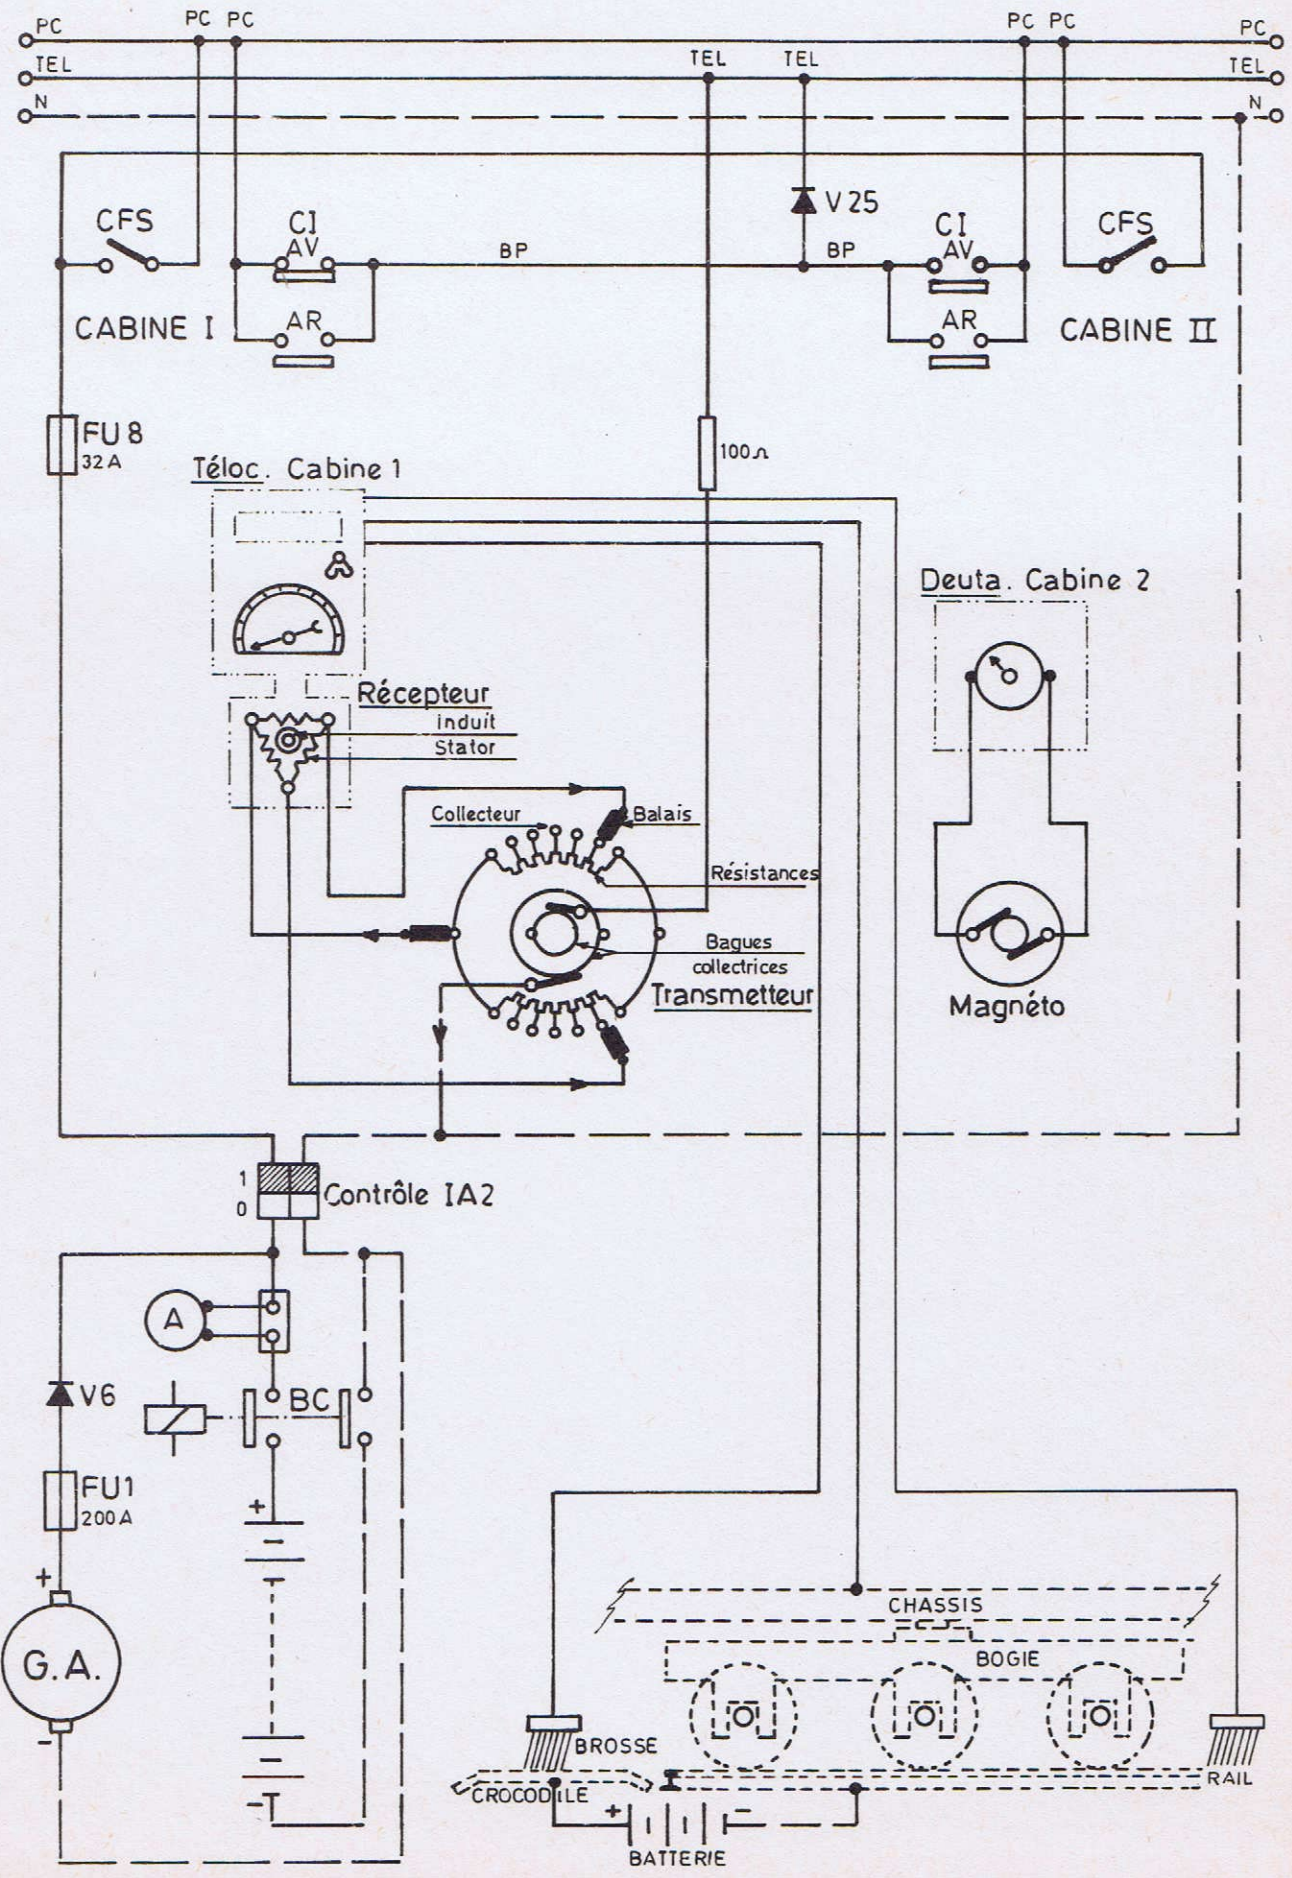 PC PC PC PC PC PC
TEL TEL TEL TEL
N N
V 25
CFS CI AV BP BP CI AV CFS
CABINE I AR AR CABINE II
FU 8
32A
100Ω
Téloc. Cabine 1
Deuta. Cabine 2
Récepteur
induit
Stator
Collecteur Balais
Résistances
Bagues
collectrices
Transmetteur
Magnéto
1
0
Contrôle IA2
A
V6 BC
FU1
200A
+ +
G.A.
- -
CHASSIS
BOGIE
BROSSE
CROCODILE RAIL
+ -
BATTERIE